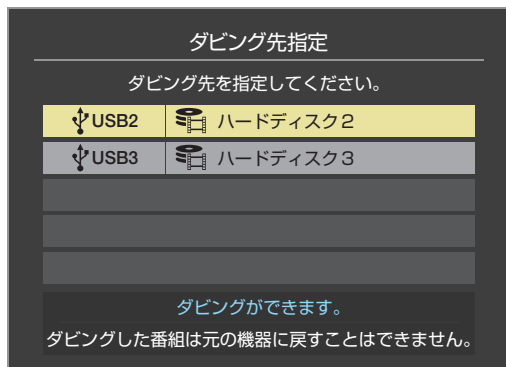 ダビング先指定
ダビング先を指定してください。
USB2 ハードディスク2
USB3 ハードディスク3
ダビングができます。
ダビングした番組は元の機器に戻すことはできません。